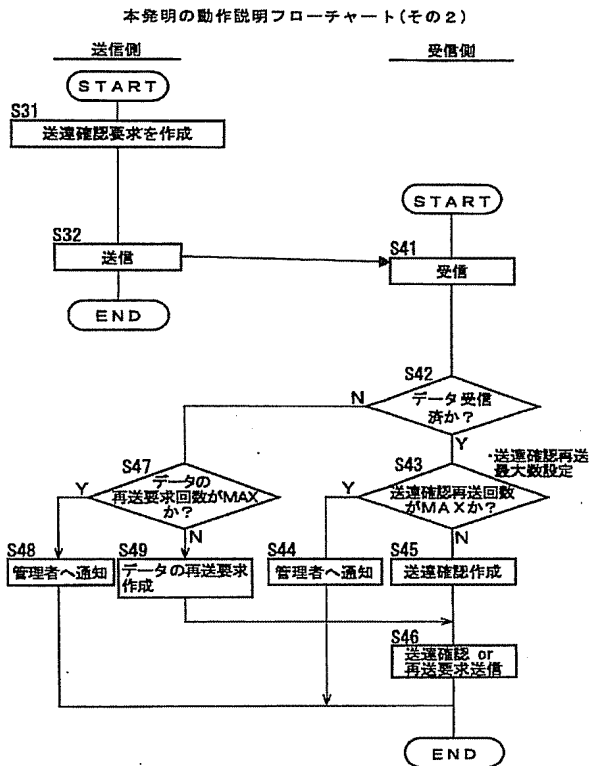 本発明の動作説明フローチャート(その2)
送信側
受信側
START
S31
送達確認要求を作成
START
S32
送信
S41
受信
END
S42
データ受信
済か?
N
Y
・送達確認再送
最大数設定
S47
データの
再送要求回数がMAX
か?
Y
N
S43
送達確認再送回数
がMAXか?
Y
N
S48
管理者へ通知
S49
データの再送要求
作成
S44
管理者へ通知
S45
送達確認作成
S46
送達確認 or
再送要求送信
END